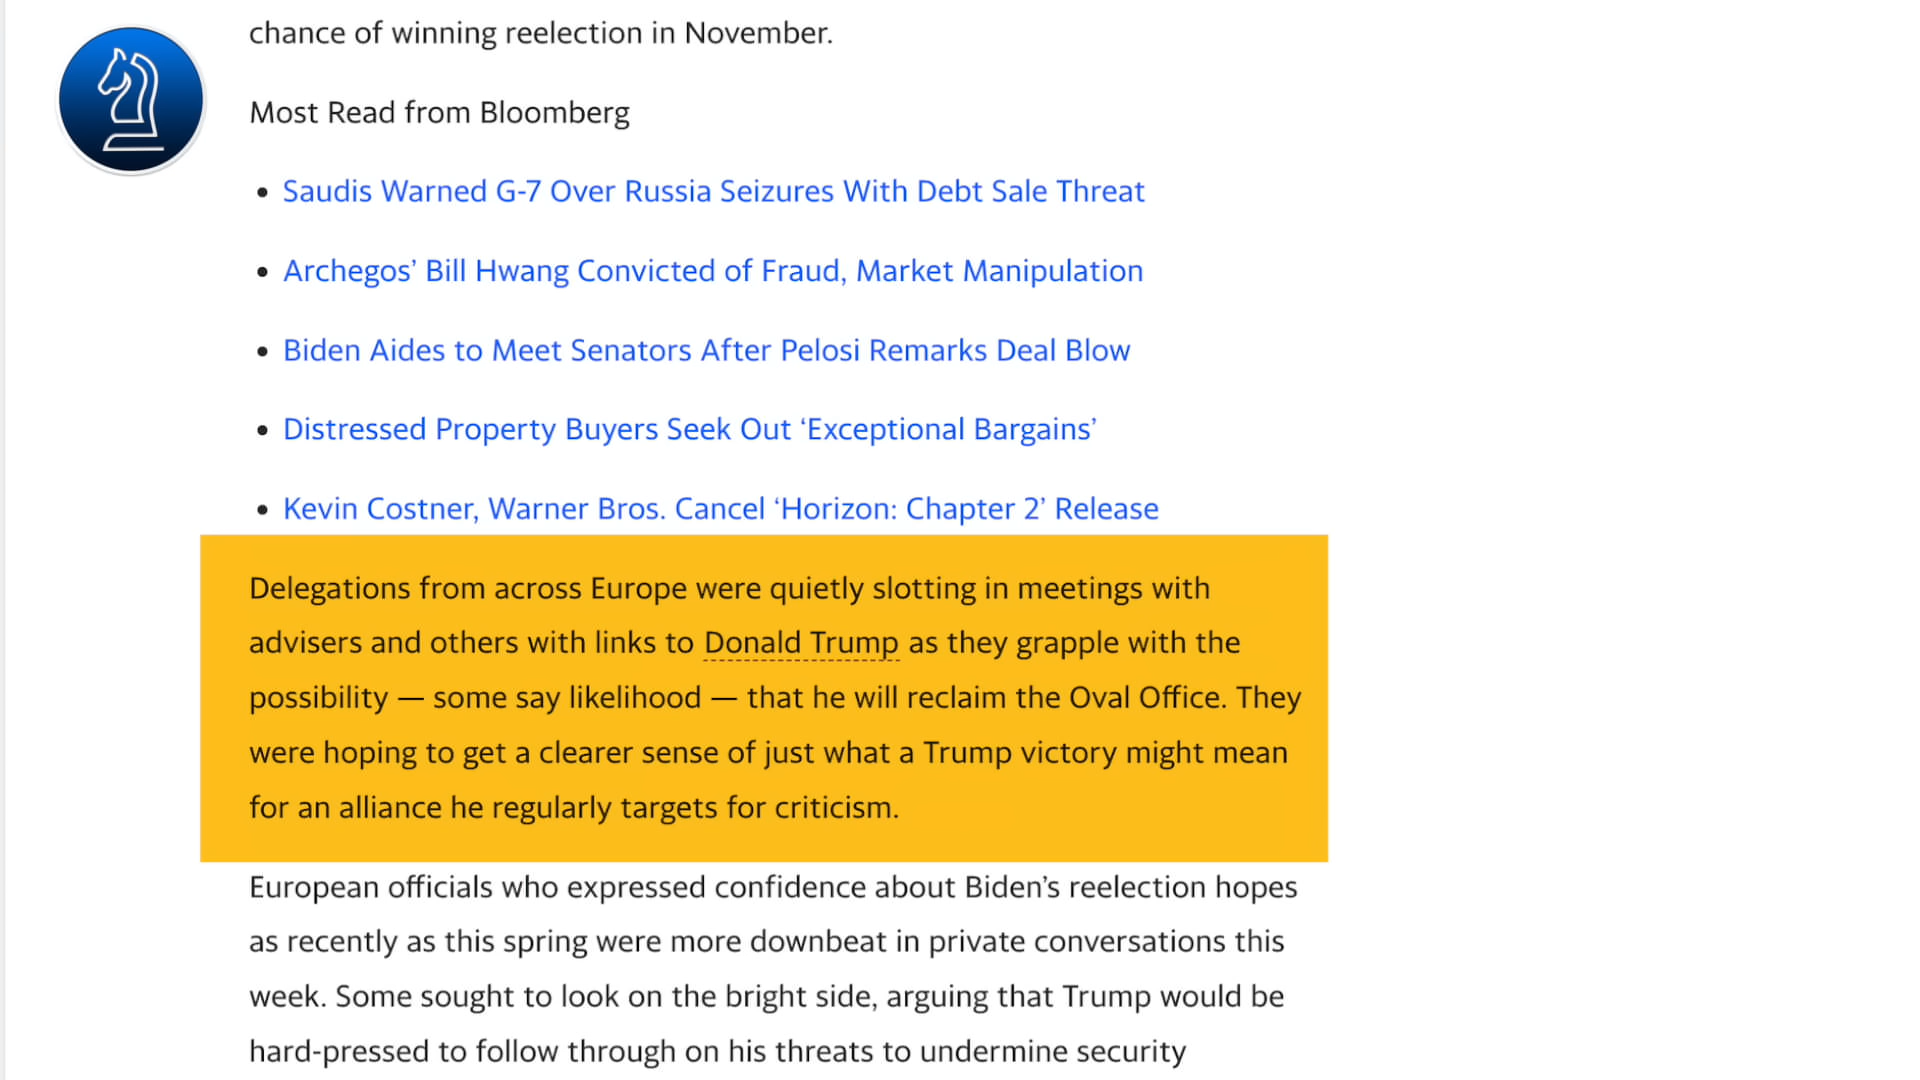 chance of winning reelection in November.
Most Read from Bloomberg
• Saudis Warned G-7 Over Russia Seizures With Debt Sale Threat
• Archegos’ Bill Hwang Convicted of Fraud, Market Manipulation
• Biden Aides to Meet Senators After Pelosi Remarks Deal Blow
• Distressed Property Buyers Seek Out ‘Exceptional Bargains’
• Kevin Costner, Warner Bros. Cancel ‘Horizon: Chapter 2’ Release
Delegations from across Europe were quietly slotting in meetings with
advisers and others with links to Donald Trump as they grapple with the
possibility — some say likelihood — that he will reclaim the Oval Office. They
were hoping to get a clearer sense of just what a Trump victory might mean
for an alliance he regularly targets for criticism.
European officials who expressed confidence about Biden’s reelection hopes
as recently as this spring were more downbeat in private conversations this
week. Some sought to look on the bright side, arguing that Trump would be
hard-pressed to follow through on his threats to undermine security